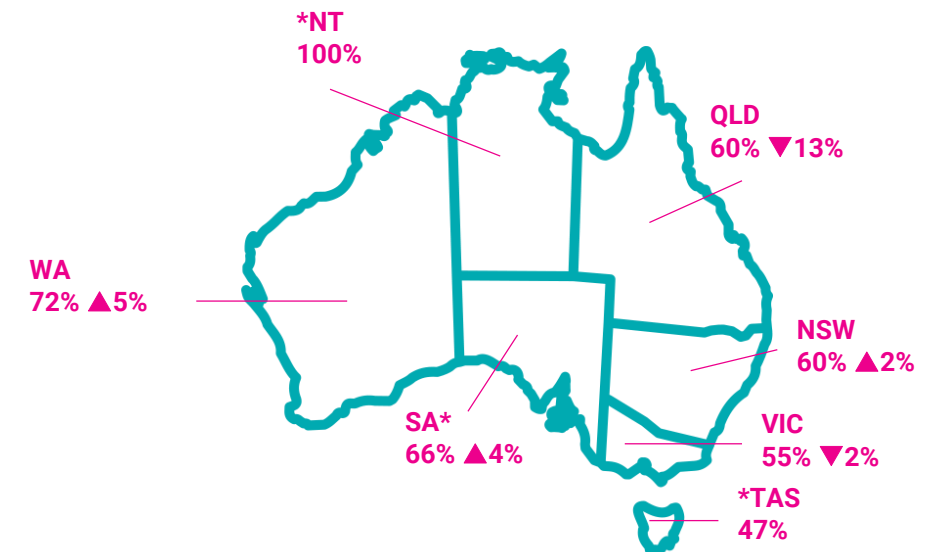 *NT
100%
QLD
60% ▼13%
WA
72% ▲5%
NSW
60% ▲2%
SA*
66% ▲4%
VIC
55% ▼2%
*TAS
47%